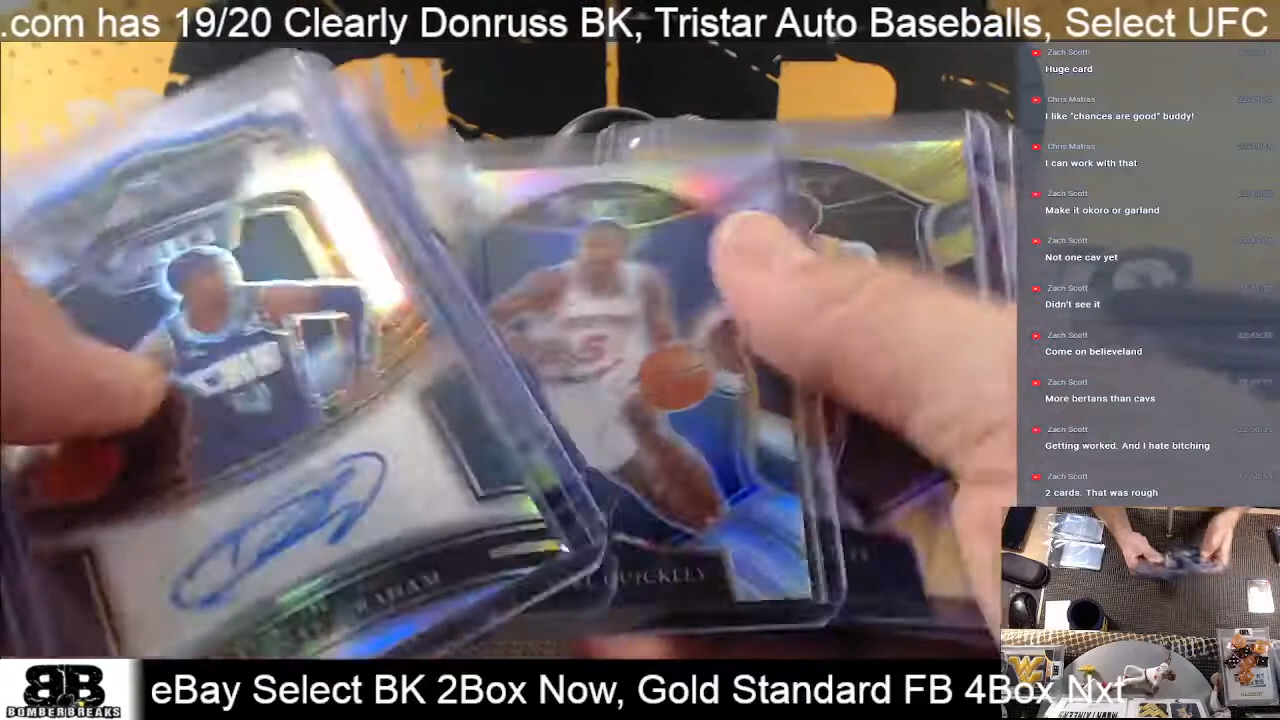 .com has 19/20 Clearly Donruss BK, Tristar Auto Baseballs, Select UFC
Zach Scott
Huge card
Chris Matras
I like "chances are good" buddy!
Chris Matras
I can work with that
Zach Scott
Make it okoro or garland
Zach Scott
Not one cav yet
Zach Scott
Didn't see it
Zach Scott
Come on believeland
Zach Scott
More bertans than cavs
Zach Scott
Getting worked. And I hate bitching
Zach Scott
2 cards. That was rough
QUICKLEY
BB
BOMBERBREAKS
eBay Select BK 2Box Now, Gold Standard FB 4Box Nxt